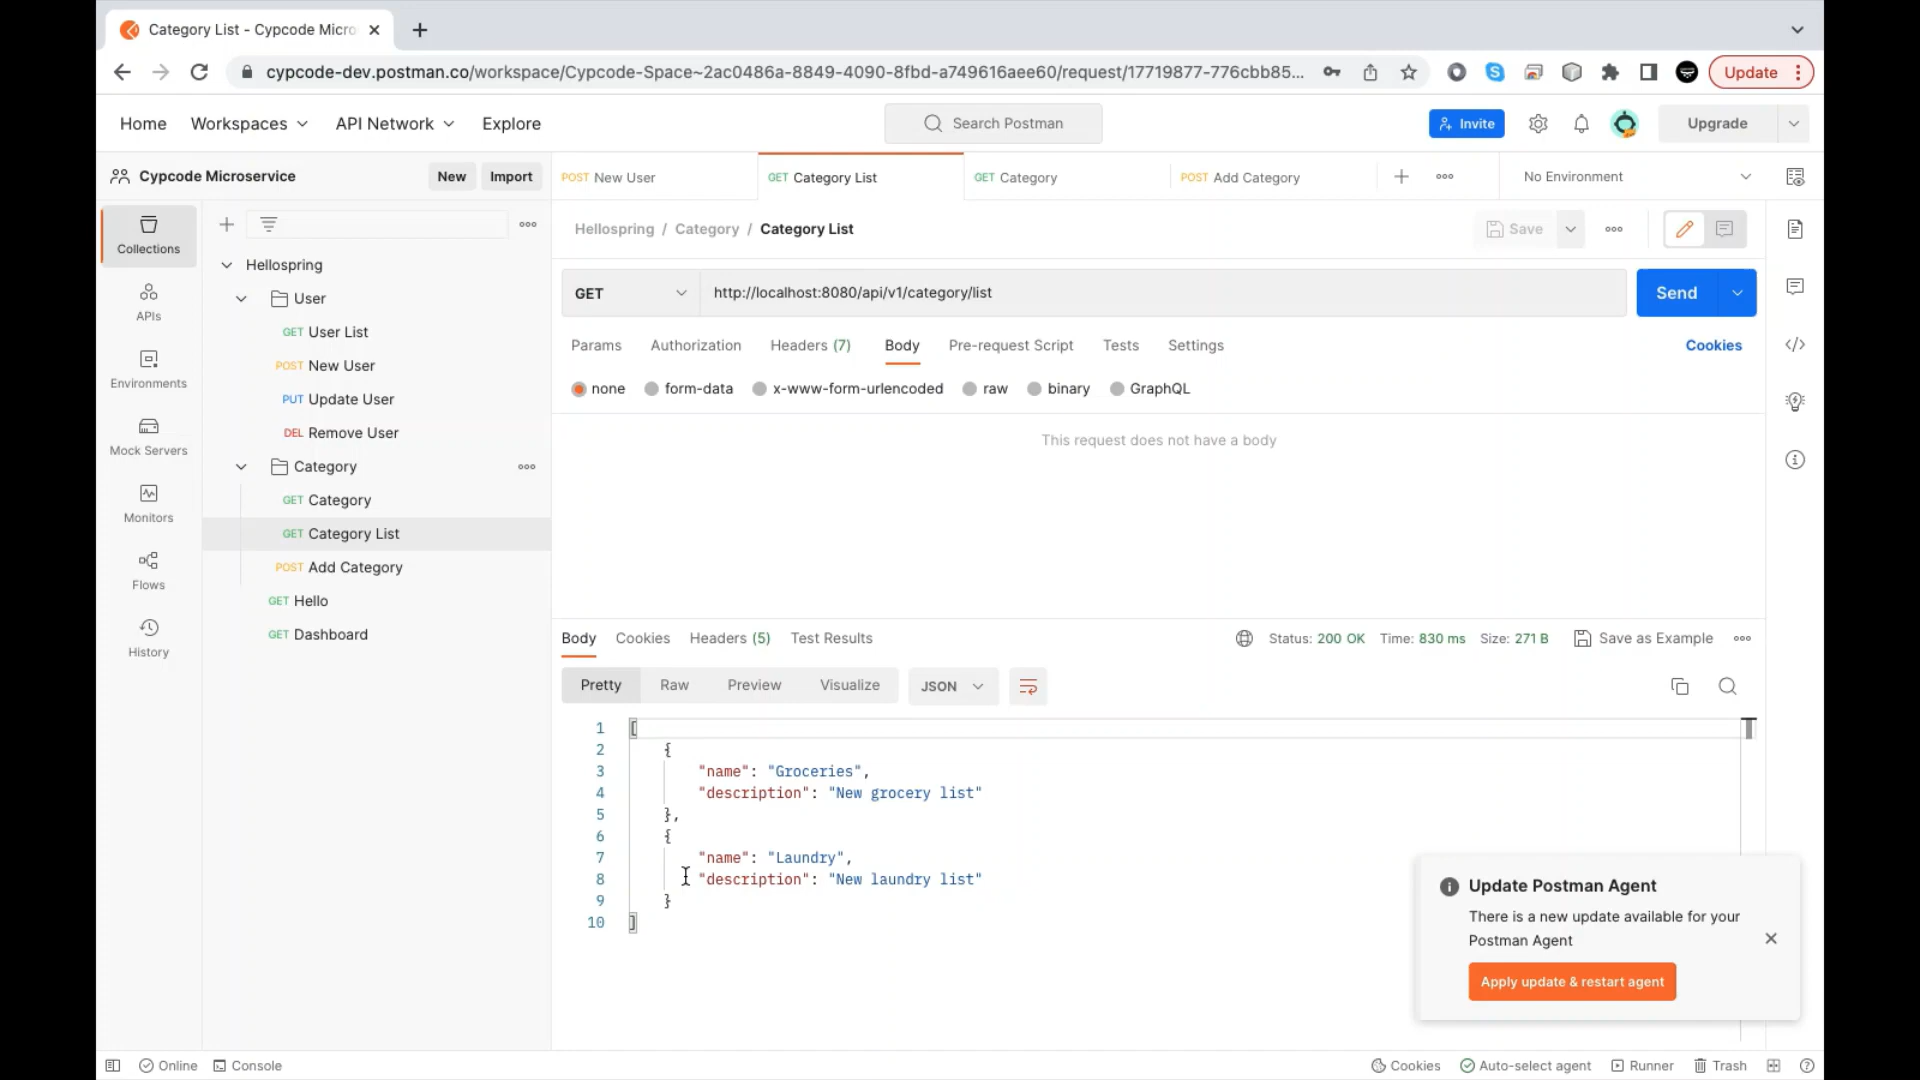 Category List - Cypcode Micro
cypcode-dev.postman.co/workspace/Cypcode-Space~2ac0486a-8849-4090-8fbd-a749616aee60/request/17719877-776cbb85...
Update
Home
Workspaces
API Network
Explore
Search Postman
Invite
Upgrade
Cypcode Microservice
New
Import
POST New User
GET Category List
GET Category
POST Add Category
No Environment
Collections
APIs
Environments
Mock Servers
Monitors
Flows
History
Hellospring
User
GET User List
POST New User
PUT Update User
DEL Remove User
Category
GET Category
GET Category List
POST Add Category
GET Hello
GET Dashboard
Hellospring / Category / Category List
Save
GET
http://localhost:8080/api/v1/category/list
Send
Params
Authorization
Headers (7)
Body
Pre-request Script
Tests
Settings
Cookies
none
form-data
x-www-form-urlencoded
raw
binary
GraphQL
This request does not have a body
Body
Cookies
Headers (5)
Test Results
Status: 200 OK
Time: 830 ms
Size: 271 B
Save as Example
Pretty
Raw
Preview
Visualize
JSON
1 [
2 {
3 "name": "Groceries",
4 "description": "New grocery list"
5 },
6 {
7 "name": "Laundry",
8 "description": "New laundry list"
9 }
10 ]
Update Postman Agent
There is a new update available for your
Postman Agent
Apply update & restart agent
Online
Console
Cookies
Auto-select agent
Runner
Trash